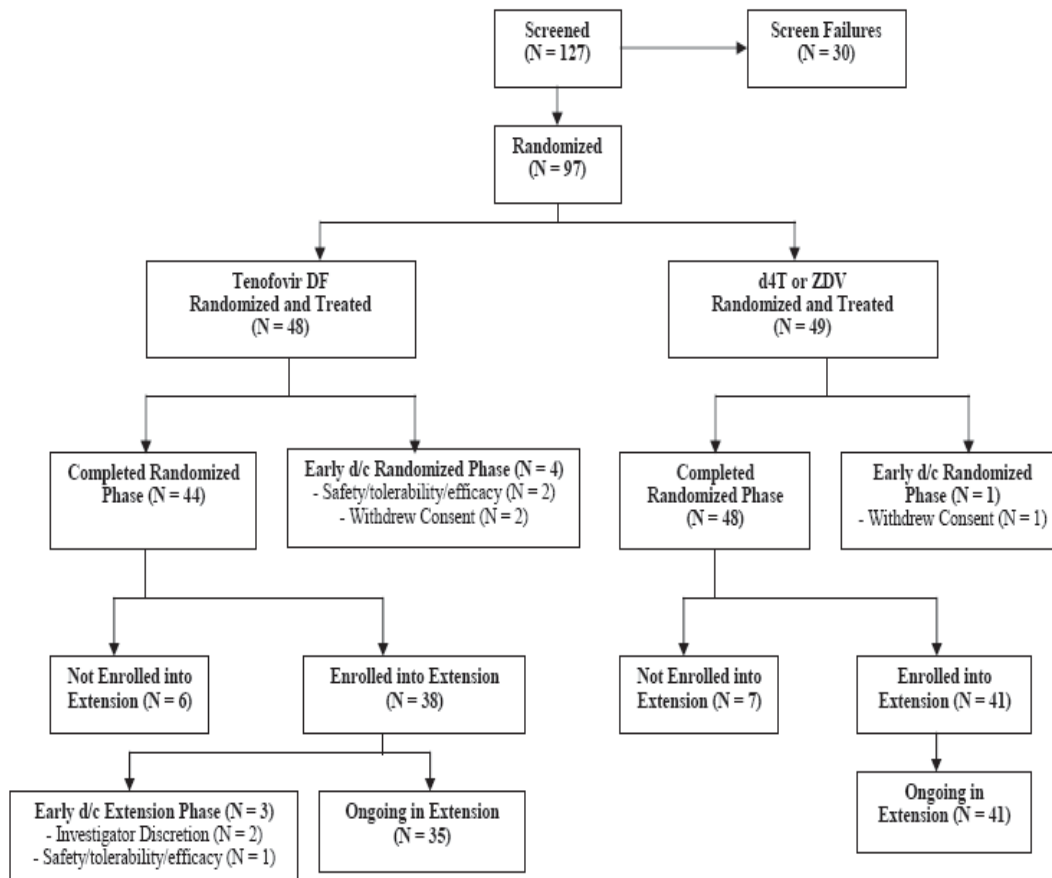 Screened
(N = 127)
Screen Failures
(N = 30)
Randomized
(N = 97)
Tenofovir DF
Randomized and Treated
(N = 48)
d4T or ZDV
Randomized and Treated
(N = 49)
Completed Randomized
Phase (N = 44)
Early d/c Randomized Phase (N = 4)
- Safety/tolerability/efficacy (N = 2)
- Withdrew Consent (N = 2)
Completed
Randomized Phase
(N = 48)
Early d/c Randomized
Phase (N = 1)
- Withdrew Consent (N = 1)
Not Enrolled into
Extension (N = 6)
Enrolled into Extension
(N = 38)
Not Enrolled into
Extension (N = 7)
Enrolled into
Extension (N = 41)
Early d/c Extension Phase (N = 3)
- Investigator Discretion (N = 2)
- Safety/tolerability/efficacy (N = 1)
Ongoing in Extension
(N = 35)
Ongoing in
Extension (N = 41)